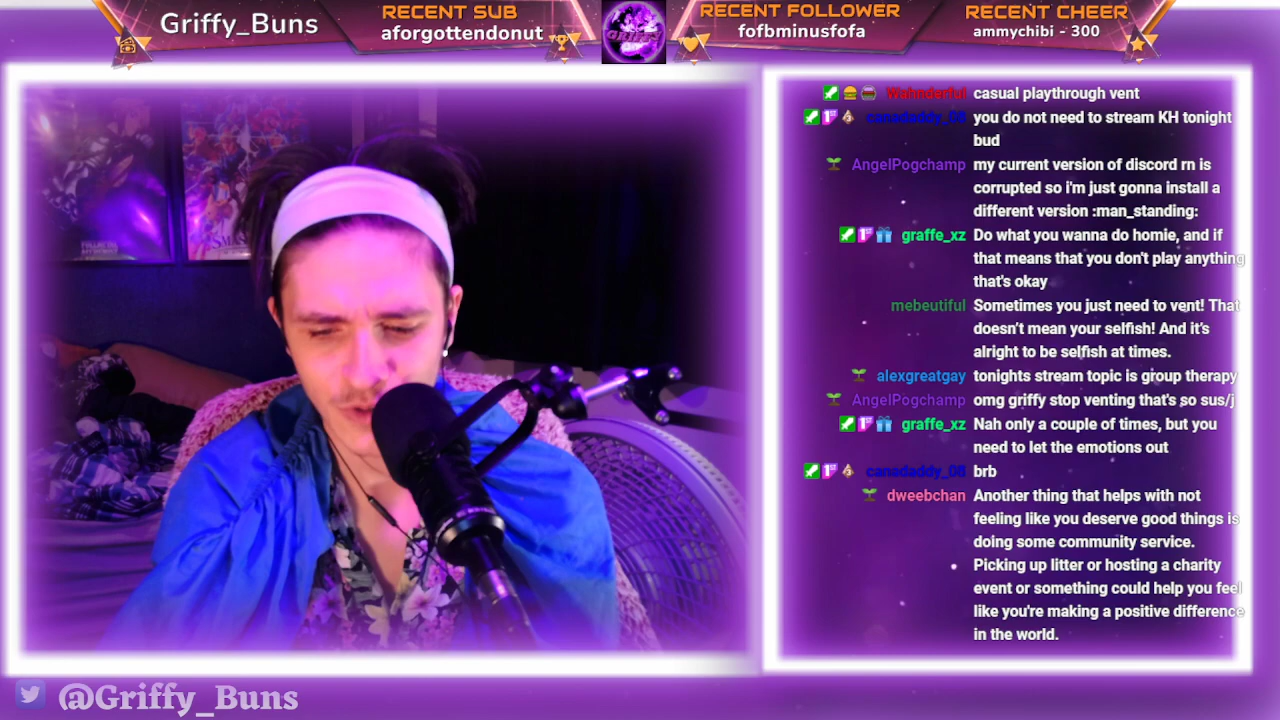 Griffy_Buns
RECENT SUB
aforgottendonut
RECENT FOLLOWER
fofbminusfofa
RECENT CHEER
ammychibi - 300
Wahnderful casual playthrough vent
canadaddy_08 you do not need to stream KH tonight
bud
AngelPogchamp my current version of discord rn is
corrupted so i'm just gonna install a
different version :man_standing:
graffe_xz Do what you wanna do homie, and if
that means that you don't play anything
that's okay
mebeutiful Sometimes you just need to vent! That
doesn't mean your selfish! And it's
alright to be selfish at times.
alexgreatgay tonights stream topic is group therapy
AngelPogchamp omg griffy stop venting that's so sus/j
graffe_xz Nah only a couple of times, but you
need to let the emotions out
canadaddy_08 brb
dweebchan Another thing that helps with not
feeling like you deserve good things is
doing some community service.
Picking up litter or hosting a charity
event or something could help you feel
like you're making a positive difference
in the world.
@Griffy_Buns